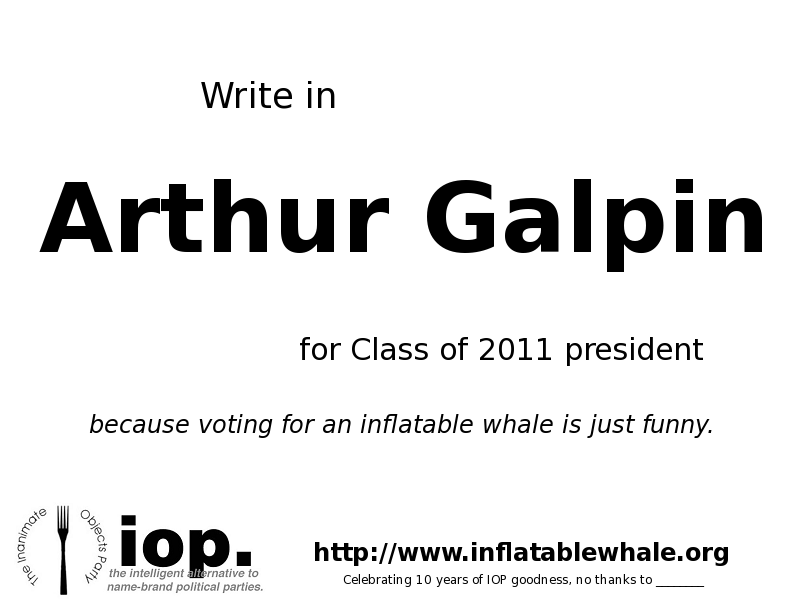 Write in
Arthur Galpin
for Class of 2011 president
because voting for an inflatable whale is just funny.
The Inanimate Objects Party
iop.
the intelligent alternative to
name-brand political parties.
http://www.inflatablewhale.org
Celebrating 10 years of IOP goodness, no thanks to ________